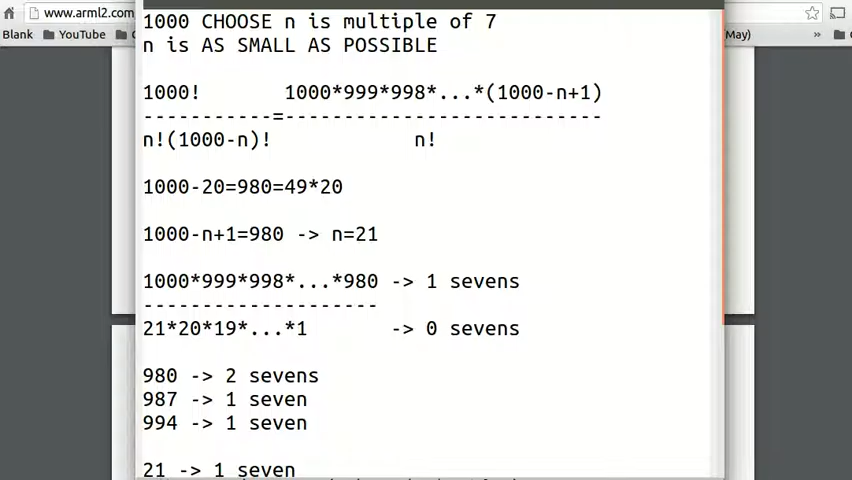 www.arml2.com
Blank YouTube May)
1000 CHOOSE n is multiple of 7
n is AS SMALL AS POSSIBLE
1000! 1000*999*998*...*(1000-n+1)
-----------=---------------------------
n!(1000-n)! n!
1000-20=980=49*20
1000-n+1=980 -> n=21
1000*999*998*...*980 -> 1 sevens
--------------------
21*20*19*...*1 -> 0 sevens
980 -> 2 sevens
987 -> 1 seven
994 -> 1 seven
21 -> 1 seven